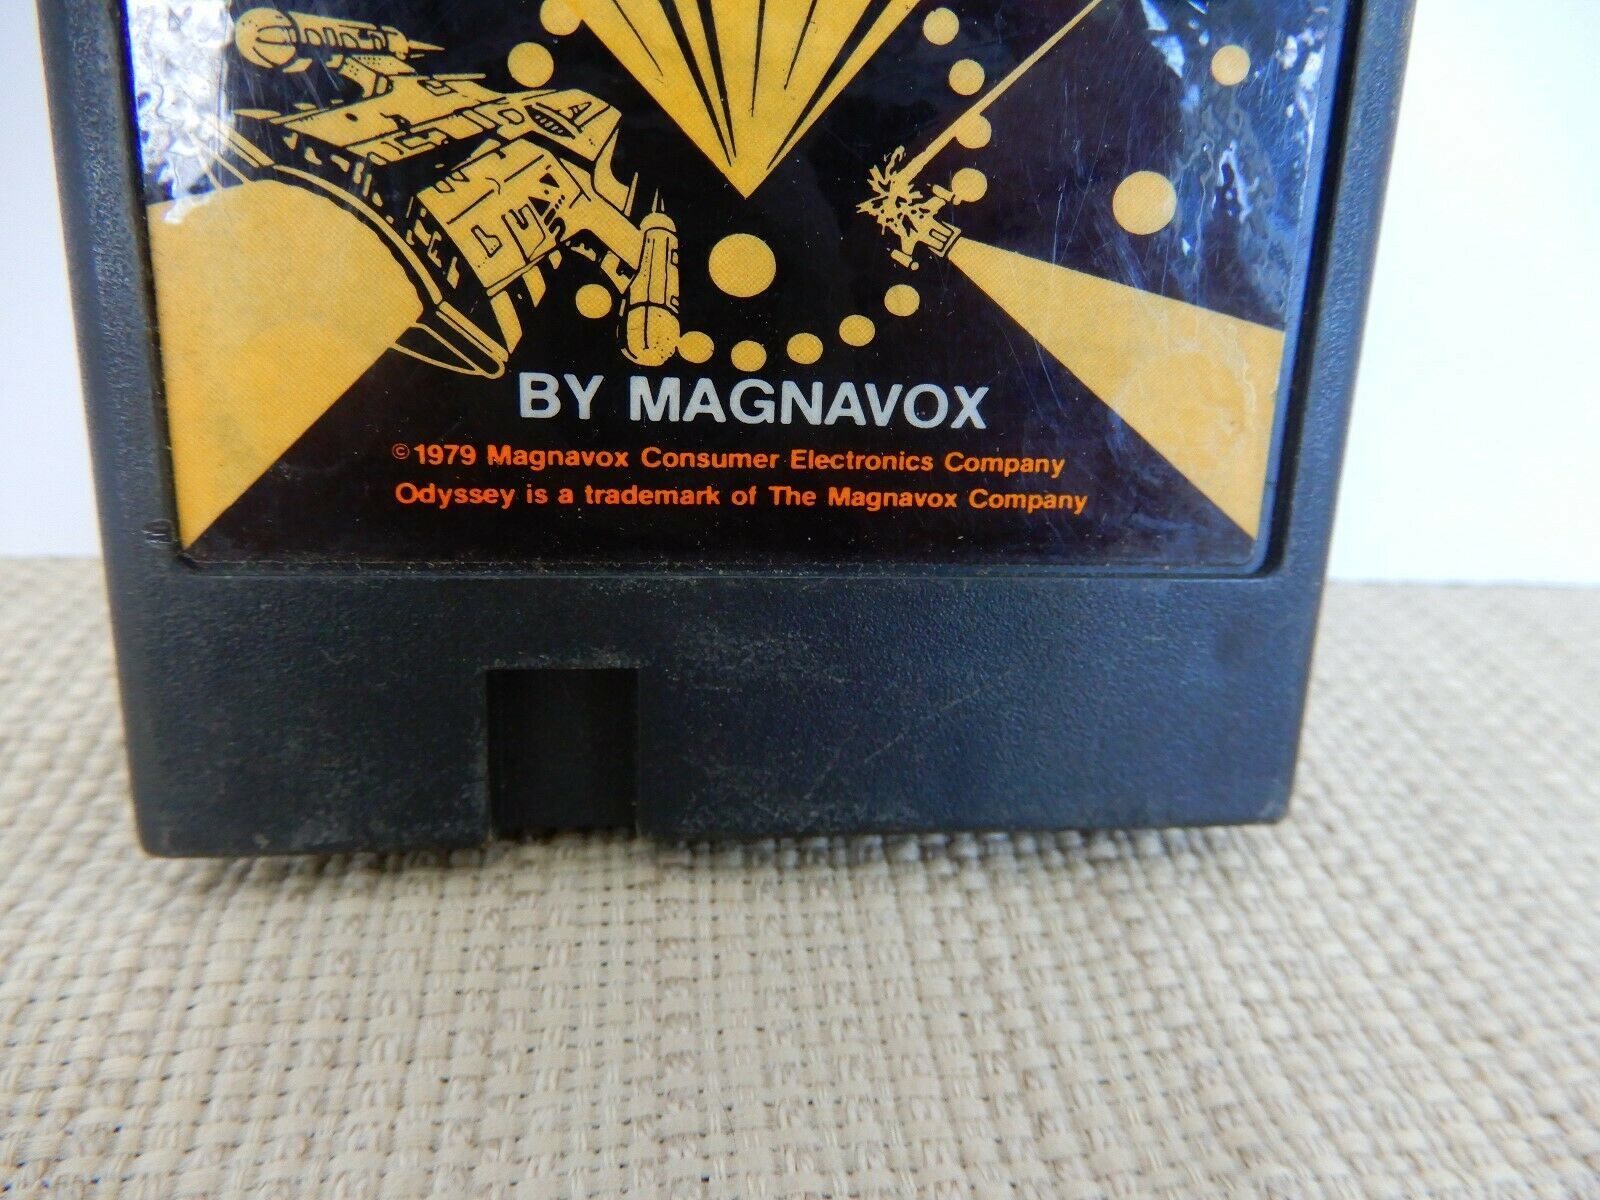 BY MAGNAVOX
©1979 Magnavox Consumer Electronics Company
Odyssey is a trademark of The Magnavox Company